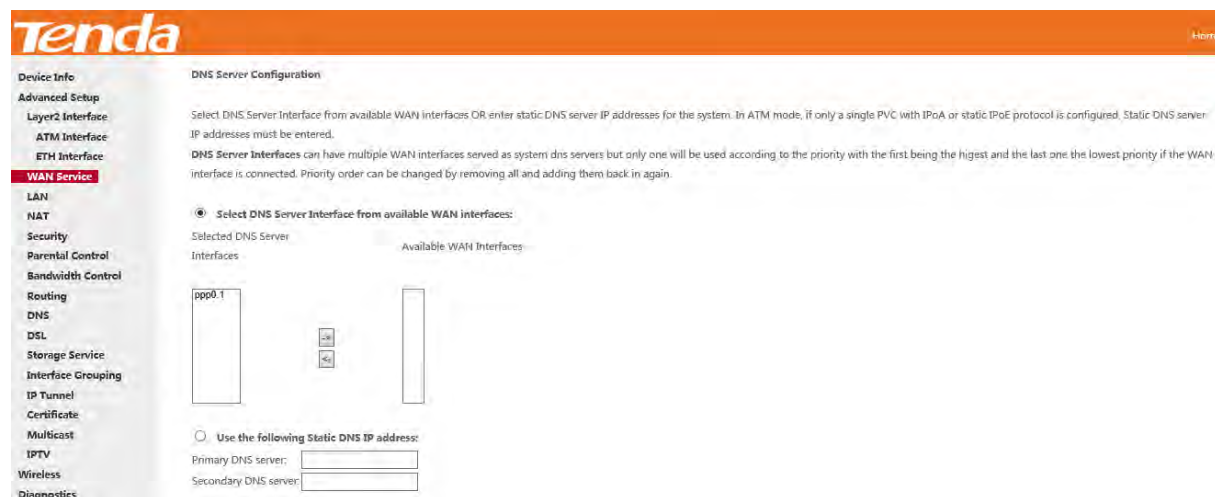 Tenda
Hom
Device Info
Advanced Setup
Layer2 Interface
ATM Interface
ETH Interface
WAN Service
LAN
NAT
Security
Parental Control
Bandwidth Control
Routing
DNS
DSL
Storage Service
Interface Grouping
IP Tunnel
Certificate
Multicast
IPTV
Wireless
Diagnostics
DNS Server Configuration
Select DNS Server Interface from available WAN interfaces OR enter static DNS server IP addresses for the system. In ATM mode, if only a single PVC with IPoA or static IPoE protocol is configured, Static DNS server
IP addresses must be entered.
DNS Server Interfaces can have multiple WAN interfaces served as system dns servers but only one will be used according to the priority with the first being the higest and the last one the lowest priority if the WAN
interface is connected. Priority order can be changed by removing all and adding them back in again.
Select DNS Server Interface from available WAN interfaces:
Selected DNS Server
Interfaces
Available WAN Interfaces
ppp0.1
->
<-
Use the following Static DNS IP address:
Primary DNS server:
Secondary DNS server: